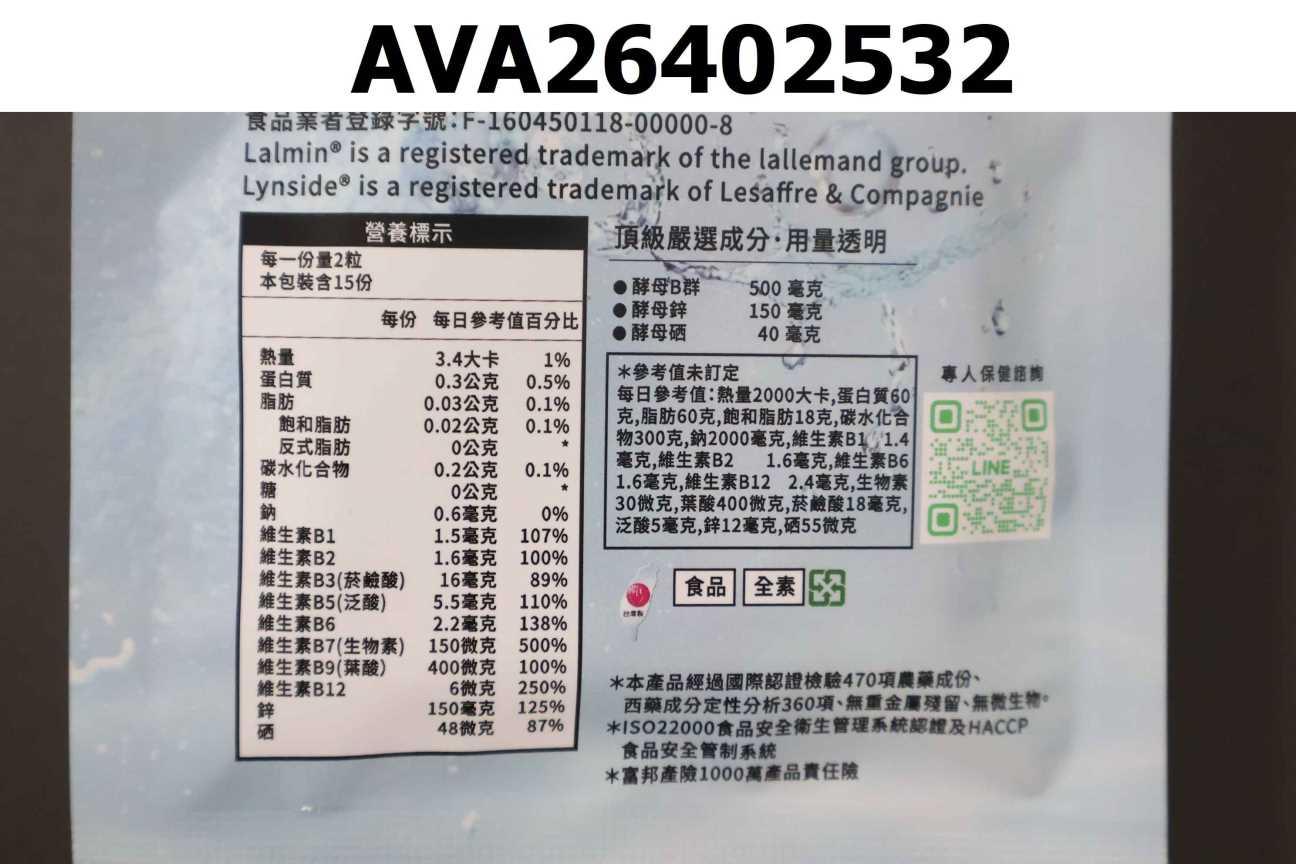 AVA26402532
食品業者登錄字號:F-160450118-00000-8
Lalmin® is a registered trademark of the lallemand group.
Lynside® is a registered trademark of Lesaffre & Compagnie
營養標示
每一份量2粒
本包裝含15份
每份 每日參考值百分比
熱量 3.4大卡 1%
蛋白質 0.3公克 0.5%
脂肪 0.03公克 0.1%
飽和脂肪 0.02公克 0.1%
反式脂肪 0公克 *
碳水化合物 0.2公克 0.1%
糖 0公克 *
鈉 0.6毫克 0%
維生素B1 1.5毫克 107%
維生素B2 1.6毫克 100%
維生素B3(菸鹼酸) 16毫克 89%
維生素B5(泛酸) 5.5毫克 110%
維生素B6 2.2毫克 138%
維生素B7(生物素) 150微克 500%
維生素B9(葉酸) 400微克 100%
維生素B12 6微克 250%
鋅 150毫克 125%
硒 48微克 87%
頂級嚴選成分·用量透明
●酵母B群 500 毫克
●酵母鋅 150 毫克
●酵母硒 40 毫克
*參考值未訂定
每日參考值:熱量2000大卡,蛋白質60
克,脂肪60克,飽和脂肪18克,碳水化合
物300克,鈉2000毫克,維生素B1 1.4
毫克,維生素B2 1.6毫克,維生素B6
1.6毫克,維生素B12 2.4毫克,生物素
30微克,葉酸400微克,菸鹼酸18毫克,
泛酸5毫克,鋅12毫克,硒55微克
專人保健諮詢
LINE
台灣製
食品 全素
*本產品經過國際認證檢驗470項農藥成份、
西藥成分定性分析360項、無重金屬殘留、無微生物。
*ISO22000食品安全衛生管理系統認證及HACCP
食品安全管制系統
*富邦產險1000萬產品責任險